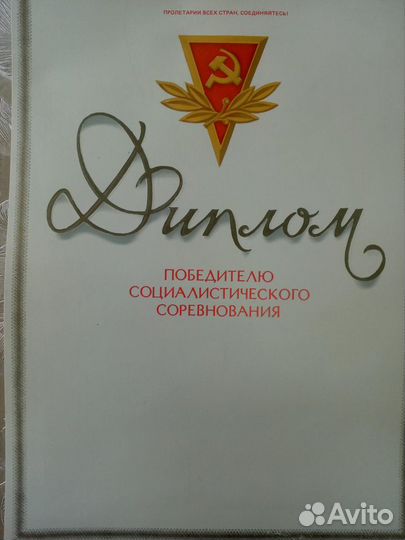 ПРОЛЕТАРИИ ВСЕХ СТРАН, СОЕДИНЯЙТЕСЬ!
Диплом
ПОБЕДИТЕЛЮ
СОЦИАЛИСТИЧЕСКОГО
СОРЕВНОВАНИЯ
Avito